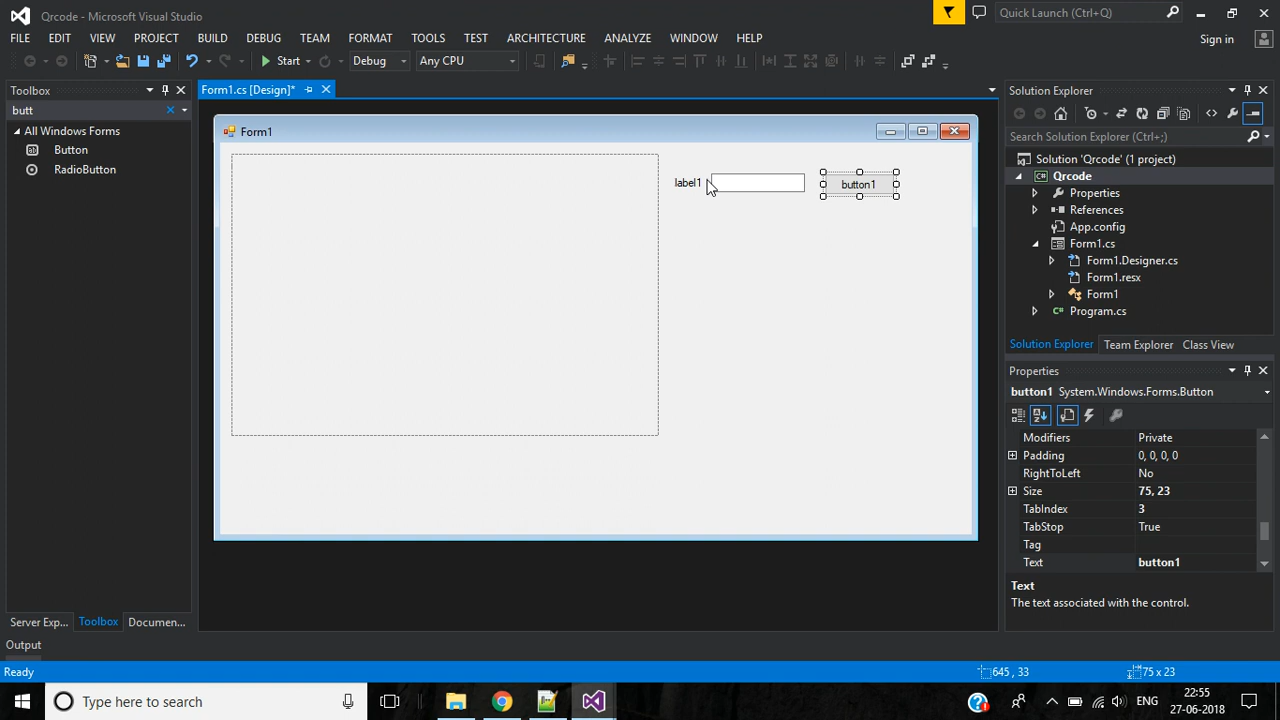 Qrcode - Microsoft Visual Studio
Quick Launch (Ctrl+Q)
FILE EDIT VIEW PROJECT BUILD DEBUG TEAM FORMAT TOOLS TEST ARCHITECTURE ANALYZE WINDOW HELP
Sign in
Start Debug Any CPU
Toolbox
butt
All Windows Forms
Button
RadioButton
Server Exp... Toolbox Documen...
Form1.cs [Design]*
Form1
label1
button1
Solution Explorer
Search Solution Explorer (Ctrl+;)
Solution 'Qrcode' (1 project)
Qrcode
Properties
References
App.config
Form1.cs
Form1.Designer.cs
Form1.resx
Form1
Program.cs
Solution Explorer Team Explorer Class View
Properties
button1 System.Windows.Forms.Button
Modifiers Private
Padding 0, 0, 0, 0
RightToLeft No
Size 75, 23
TabIndex 3
TabStop True
Tag
Text button1
Text
The text associated with the control.
Output
Ready
645 , 33
75 x 23
Type here to search
ENG
22:55
27-06-2018